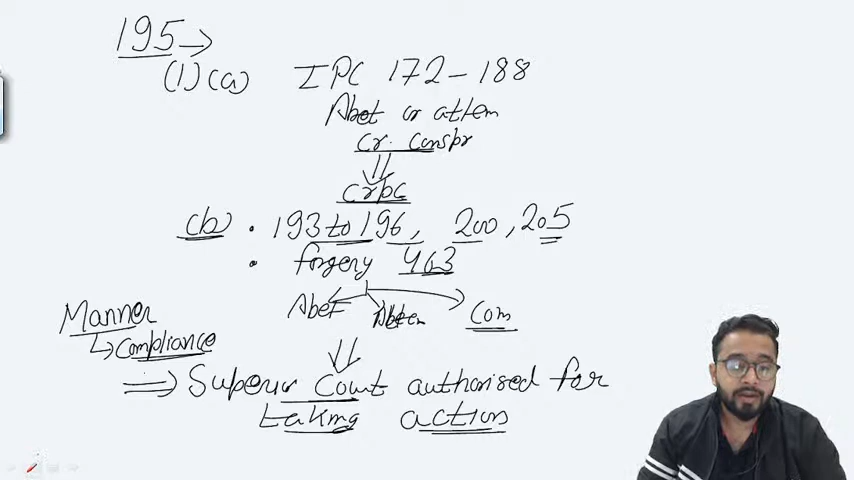 195 →
(1) (a) IPC 172 - 188
Abet or attem
Cr. Conspr
CrPC
(b) • 193 to 196, 200, 205
• forgery 463
Abet Com
Manner
Compliance
Superior Court authorised for
taking action